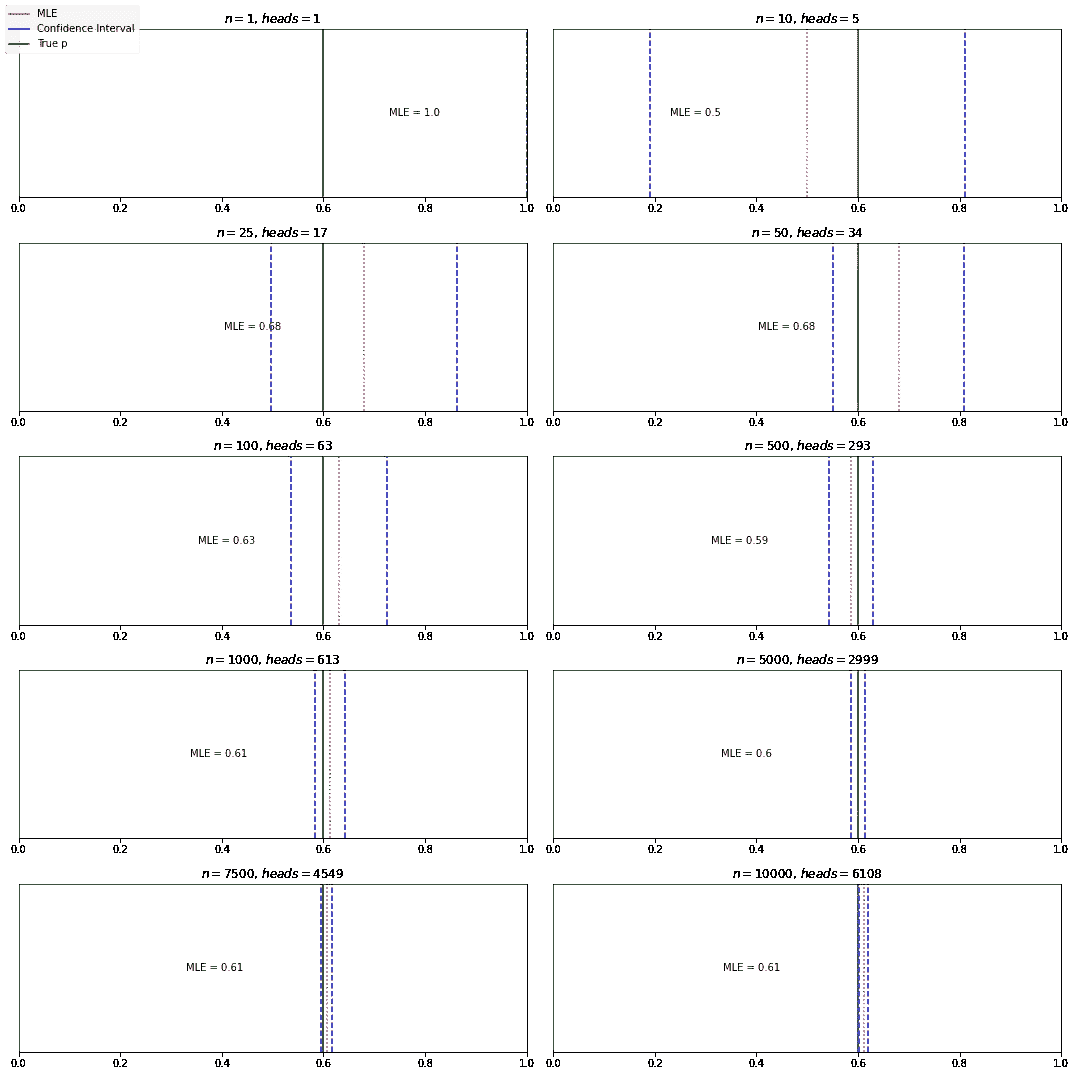 MLE
Confidence Interval
True p
n = 1, heads = 1
MLE = 1.0
0.0 0.2 0.4 0.6 0.8 1.0
n = 10, heads = 5
MLE = 0.5
0.0 0.2 0.4 0.6 0.8 1.0
n = 25, heads = 17
MLE = 0.68
0.0 0.2 0.4 0.6 0.8 1.0
n = 50, heads = 34
MLE = 0.68
0.0 0.2 0.4 0.6 0.8 1.0
n = 100, heads = 63
MLE = 0.63
0.0 0.2 0.4 0.6 0.8 1.0
n = 500, heads = 293
MLE = 0.59
0.0 0.2 0.4 0.6 0.8 1.0
n = 1000, heads = 613
MLE = 0.61
0.0 0.2 0.4 0.6 0.8 1.0
n = 5000, heads = 2999
MLE = 0.6
0.0 0.2 0.4 0.6 0.8 1.0
n = 7500, heads = 4549
MLE = 0.61
0.0 0.2 0.4 0.6 0.8 1.0
n = 10000, heads = 6108
MLE = 0.61
0.0 0.2 0.4 0.6 0.8 1.0